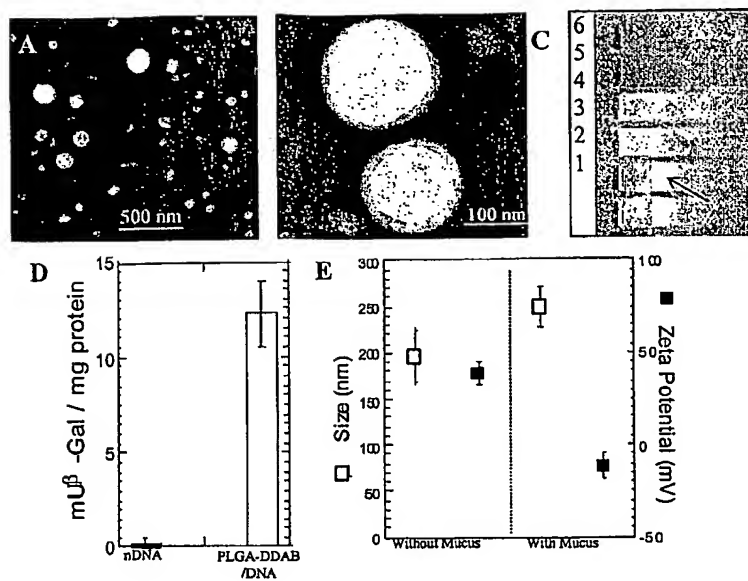 A
500 nm
100 nm
C
6
5
4
3
2
1
D
mUβ -Gal / mg protein
15
10
5
0
nDNA
PLGA-DDAB
/DNA
E
Size (nm)
300
250
200
150
100
50
0
Without Mucus
With Mucus
100
50
0
-50
Zeta Potential (mV)